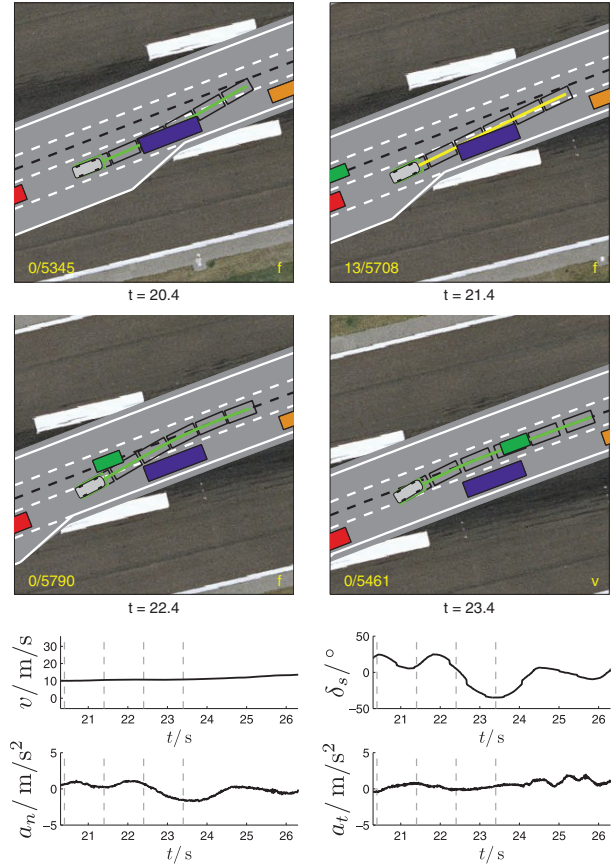 0/5345 f
t = 20.4
13/5708 f
t = 21.4
0/5790 f
t = 22.4
0/5461 v
t = 23.4
v/ m/s
30
20
10
0
21 22 23 24 25 26
t/ s
δₛ/ °
50
0
−50
21 22 23 24 25 26
t/ s
aₙ/ m/s²
5
0
−5
21 22 23 24 25 26
t/ s
aₜ/ m/s²
5
0
−5
21 22 23 24 25 26
t/ s